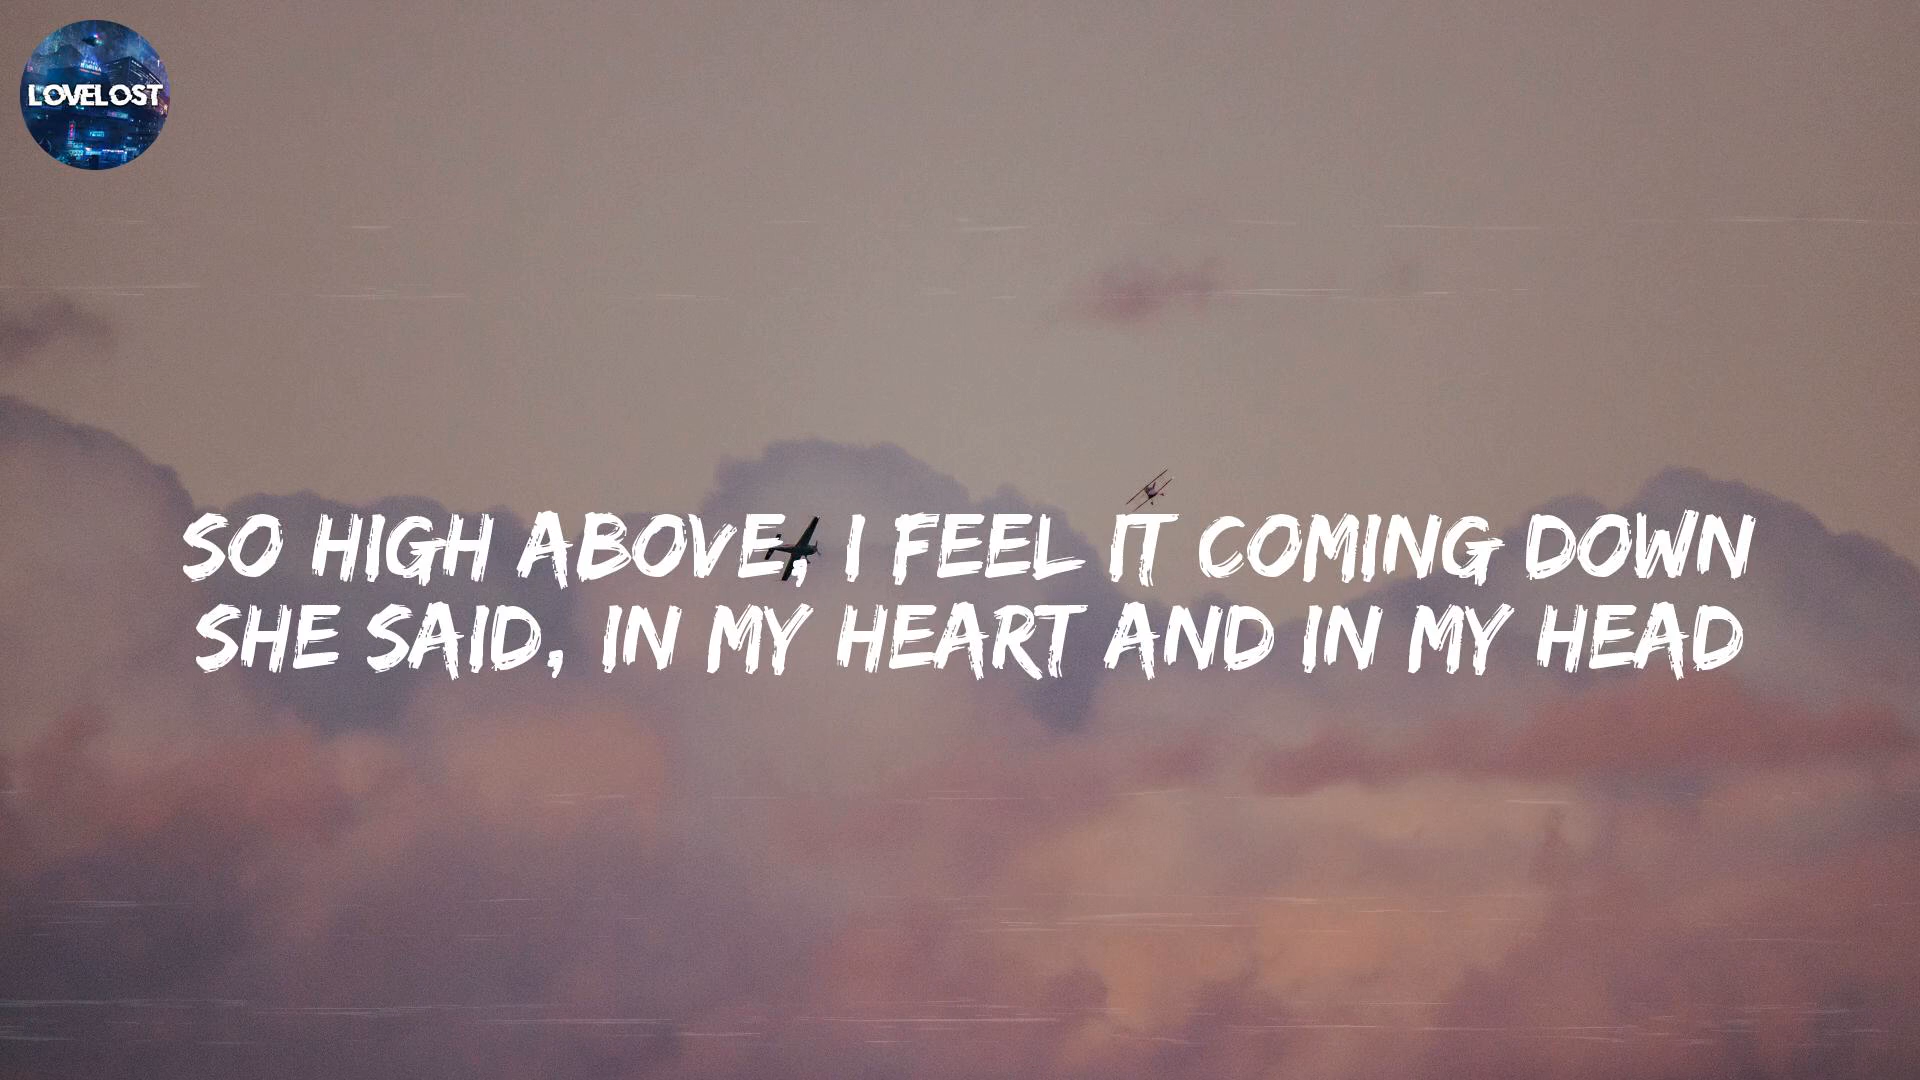 LOVELOST
SO HIGH ABOVE, I FEEL IT COMING DOWN
SHE SAID, IN MY HEART AND IN MY HEAD